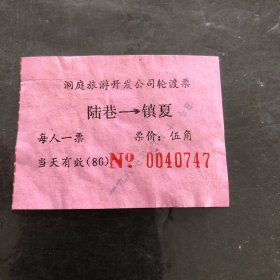 洞庭旅游开发公司轮渡票
陆巷→镇夏
每人一票 票价：伍角
当天有效(86) № 0040747